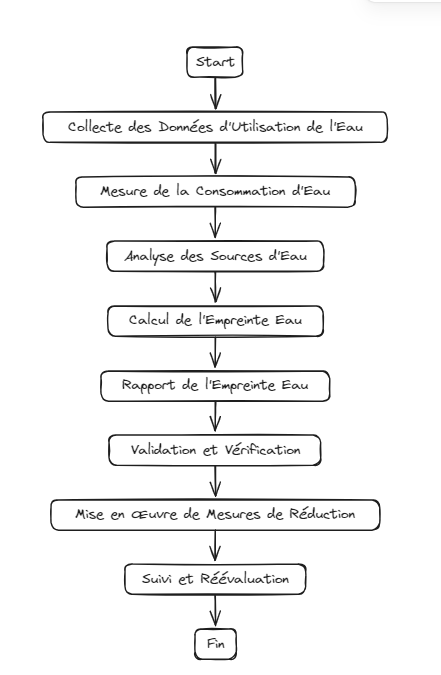 Start
Collecte des Données d'Utilisation de l'Eau
Mesure de la Consommation d'Eau
Analyse des Sources d'Eau
Calcul de l'Empreinte Eau
Rapport de l'Empreinte Eau
Validation et Vérification
Mise en Œuvre de Mesures de Réduction
Suivi et Réévaluation
Fin